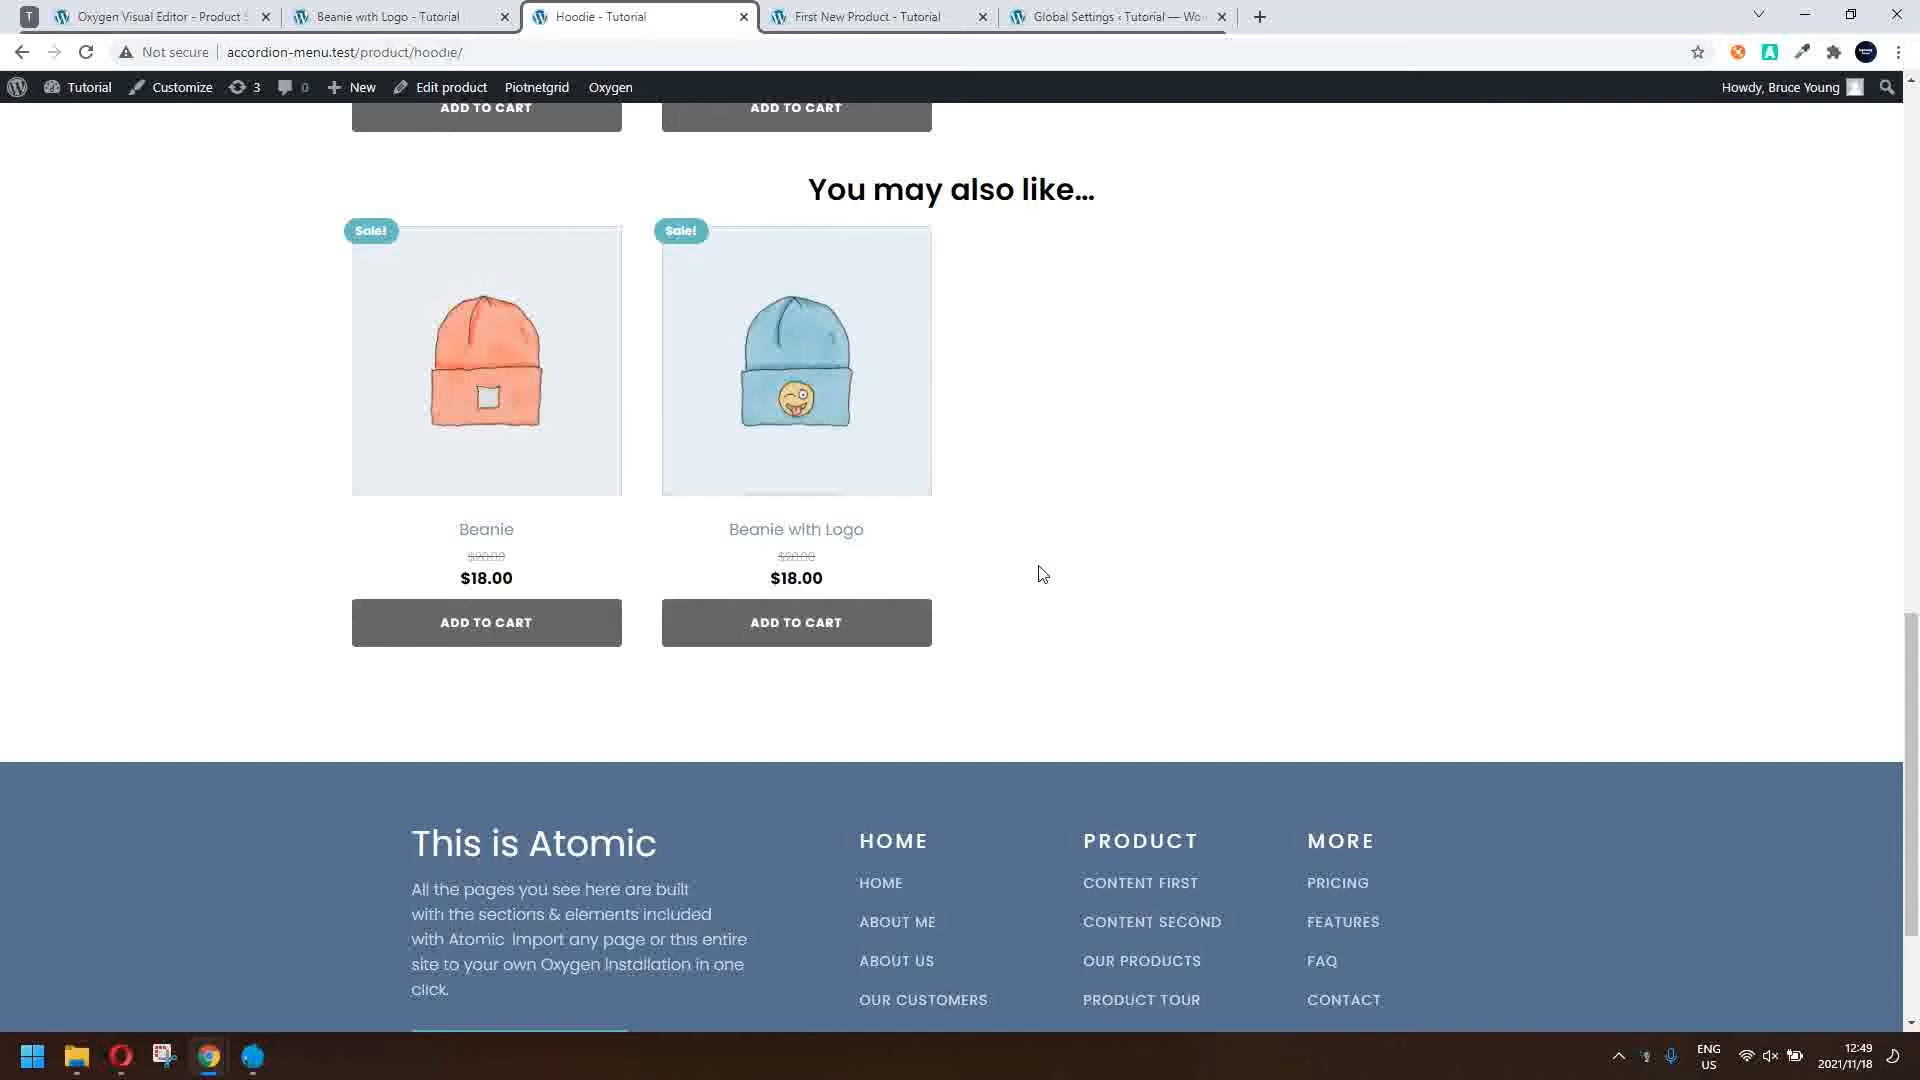 T
Oxygen Visual Editor - Product S
Beanie with Logo - Tutorial
Hoodie - Tutorial
First New Product - Tutorial
Global Settings ‹ Tutorial — Wo
Not secure
accordion-menu.test/product/hoodie/
Tutorial
Customize
3
0
New
Edit product
Piotnetgrid
Oxygen
Howdy, Bruce Young
ADD TO CART
ADD TO CART
You may also like…
Sale!
Sale!
Beanie
Beanie with Logo
$20.00
$20.00
$18.00
$18.00
ADD TO CART
ADD TO CART
This is Atomic
All the pages you see here are built
with the sections & elements included
with Atomic. Import any page or this entire
site to your own Oxygen Installation in one
click.
HOME
HOME
ABOUT ME
ABOUT US
OUR CUSTOMERS
PRODUCT
CONTENT FIRST
CONTENT SECOND
OUR PRODUCTS
PRODUCT TOUR
MORE
PRICING
FEATURES
FAQ
CONTACT
ENG
US
12:49
2021/11/18